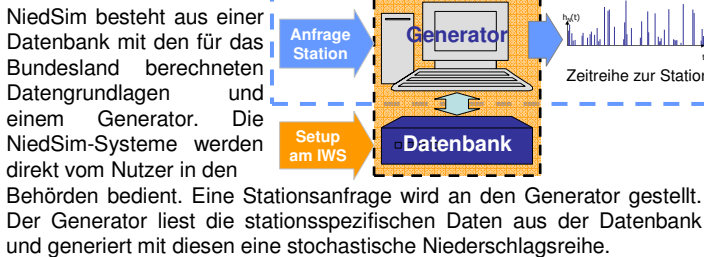 NiedSim besteht aus einer
Datenbank mit den für das
Bundesland berechneten
Datengrundlagen und
einem Generator. Die
NiedSim-Systeme werden
direkt vom Nutzer in den
Behörden bedient. Eine Stationsanfrage wird an den Generator gestellt.
Der Generator liest die stationsspezifischen Daten aus der Datenbank
und generiert mit diesen eine stochastische Niederschlagsreihe.
Anfrage
Station
Generator
t
Zeitreihe zur Station
Setup
am IWS
Datenbank